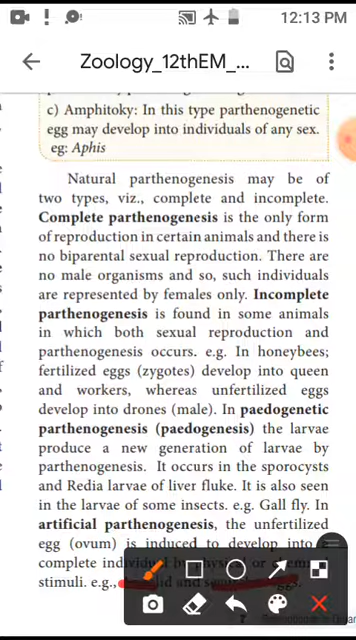 12:13 PM
Zoology_12thEM_...
c) Amphitoky: In this type parthenogenetic
egg may develop into individuals of any sex.
eg: Aphis
Natural parthenogenesis may be of
two types, viz., complete and incomplete.
Complete parthenogenesis is the only form
of reproduction in certain animals and there is
no biparental sexual reproduction. There are
no male organisms and so, such individuals
are represented by females only. Incomplete
parthenogenesis is found in some animals
in which both sexual reproduction and
parthenogenesis occurs. e.g. In honeybees;
fertilized eggs (zygotes) develop into queen
and workers, whereas unfertilized eggs
develop into drones (male). In paedogenetic
parthenogenesis (paedogenesis) the larvae
produce a new generation of larvae by
parthenogenesis. It occurs in the sporocysts
and Redia larvae of liver fluke. It is also seen
in the larvae of some insects. e.g. Gall fly. In
artificial parthenogenesis, the unfertilized
egg (ovum) is induced to develop into a
complete individual by physical or
stimuli. e.g., and